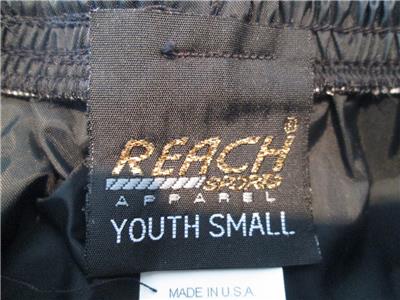 REACH
SPORTS
APPAREL
YOUTH SMALL
MADE IN U.S.A.